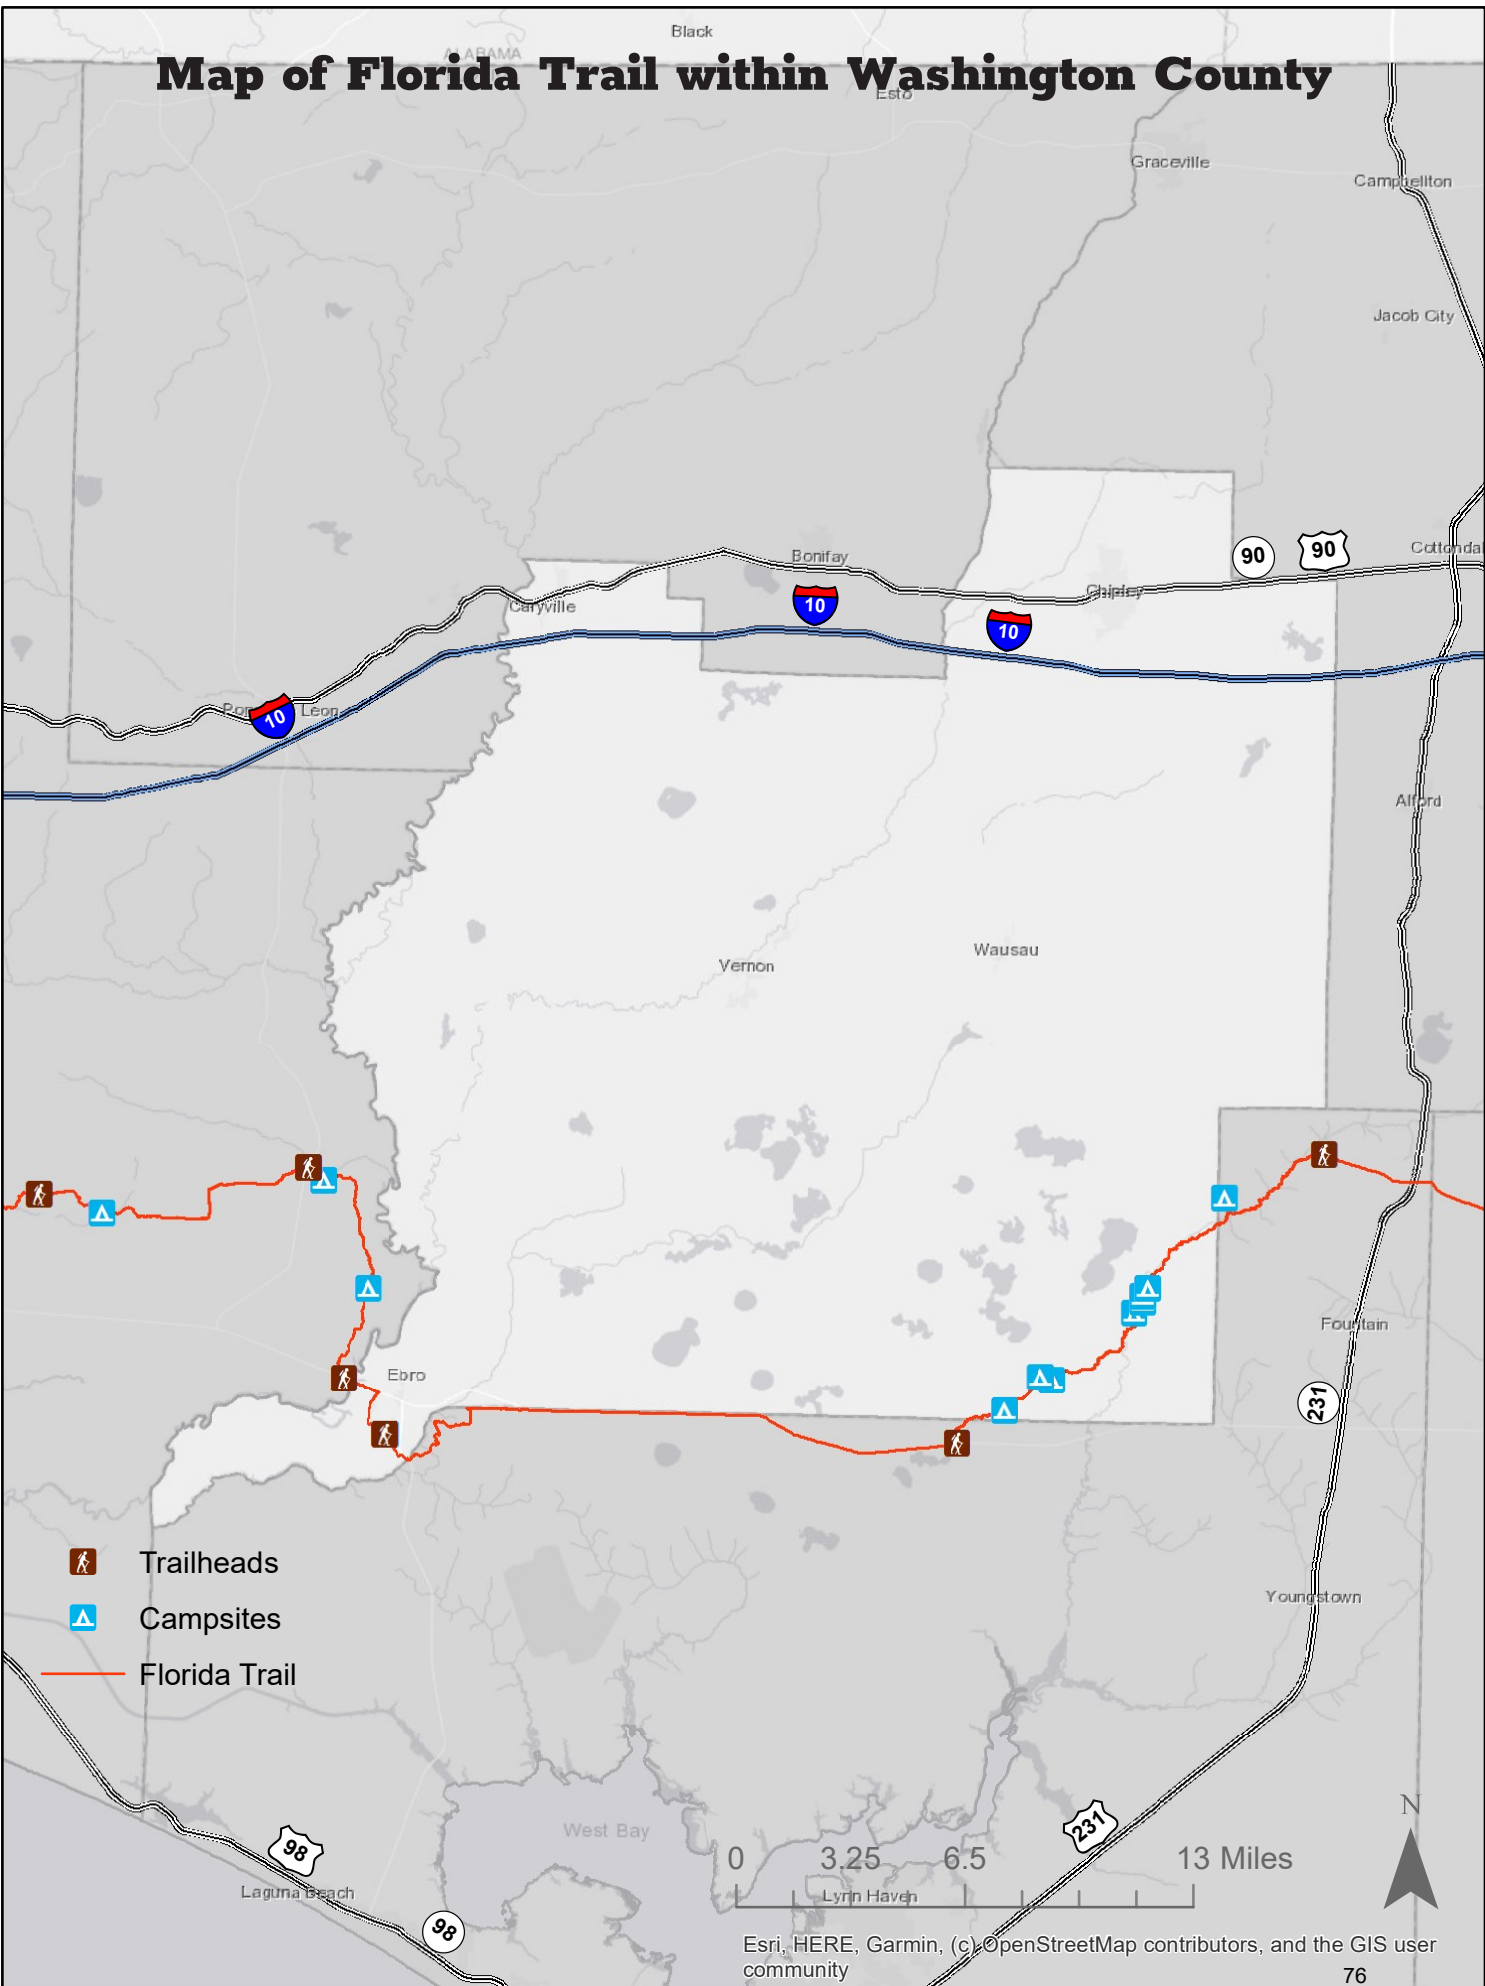 Black
ALABAMA
Map of Florida Trail within Washington County
Esto
Graceville
Campbellton
Jacob City
Bonifay
90
90
Cottondal
Chipley
Caryville
10
10
Leon
10
Alford
Wausau
Vernon
Fountain
Ebro
231
Trailheads
Campsites
Florida Trail
Youngstown
N
West Bay
231
98
0 3.25 6.5 13 Miles
Laguna Beach
Lynn Haven
98
Esri, HERE, Garmin, (c) OpenStreetMap contributors, and the GIS user
community
76